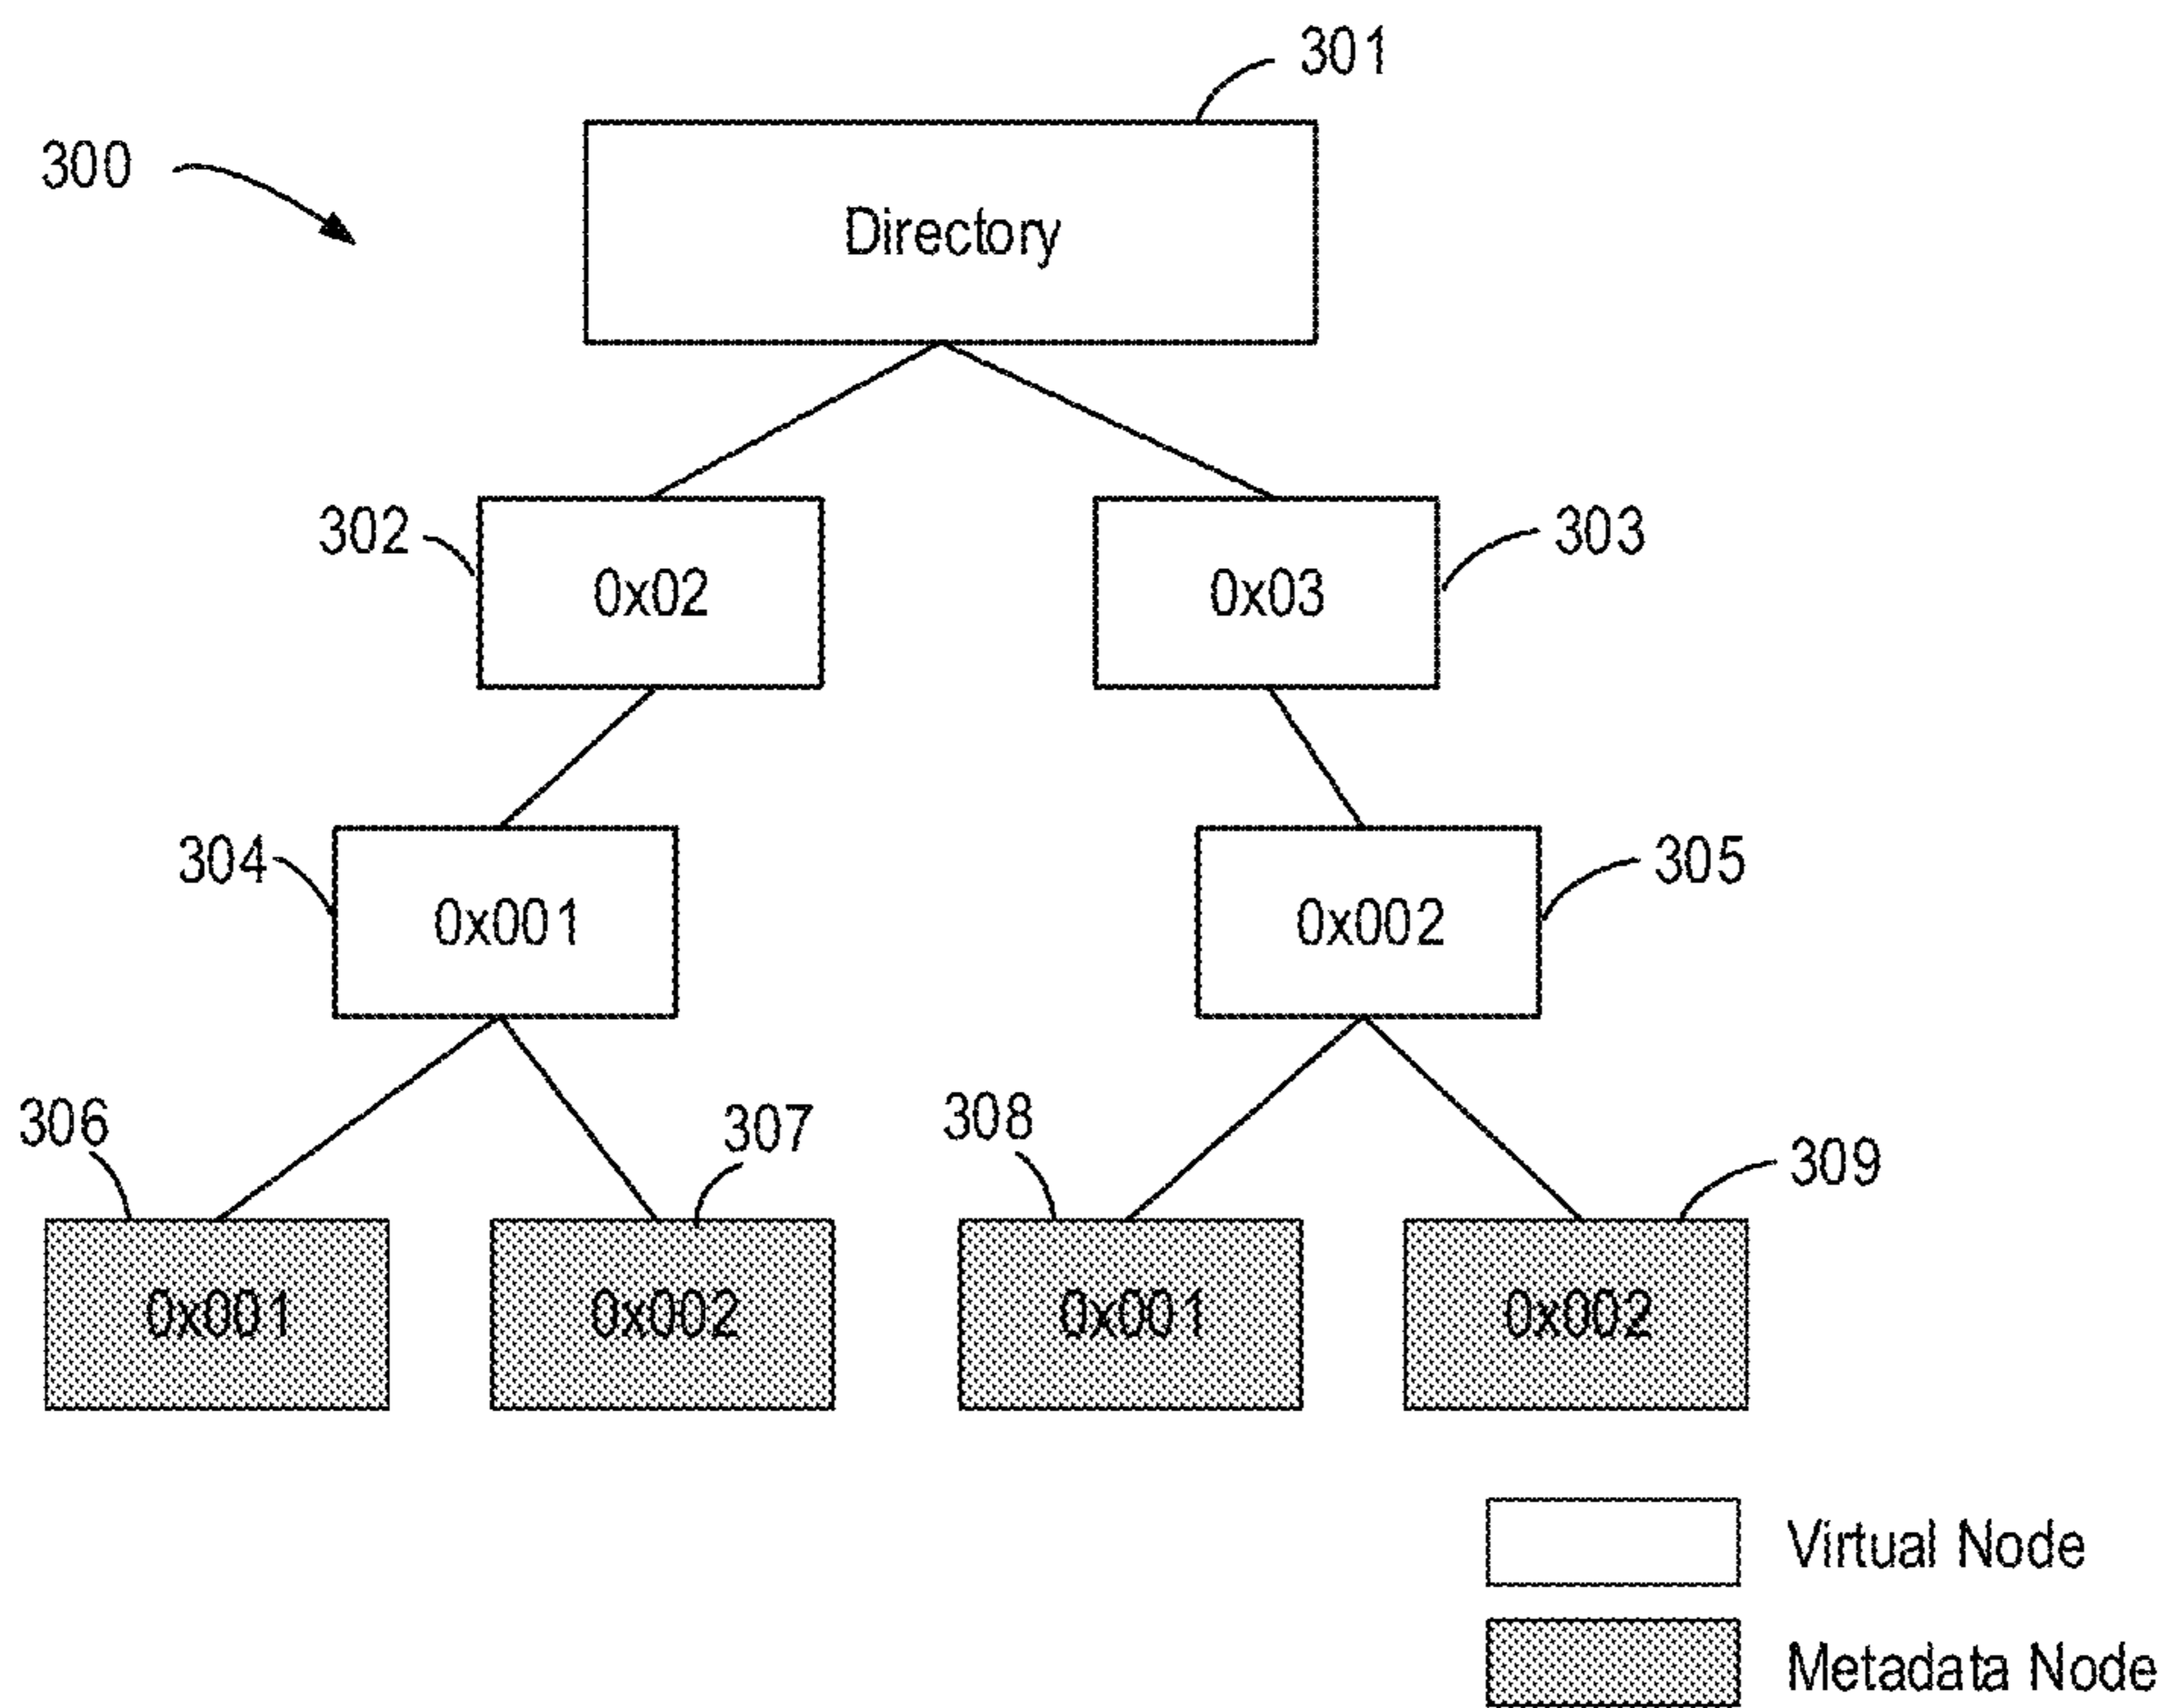 301
300
Directory
302
303
0x02
0x03
304
305
0x001
0x002
306
307
308
309
0x001
0x002
0x001
0x002
Virtual Node
Metadata Node